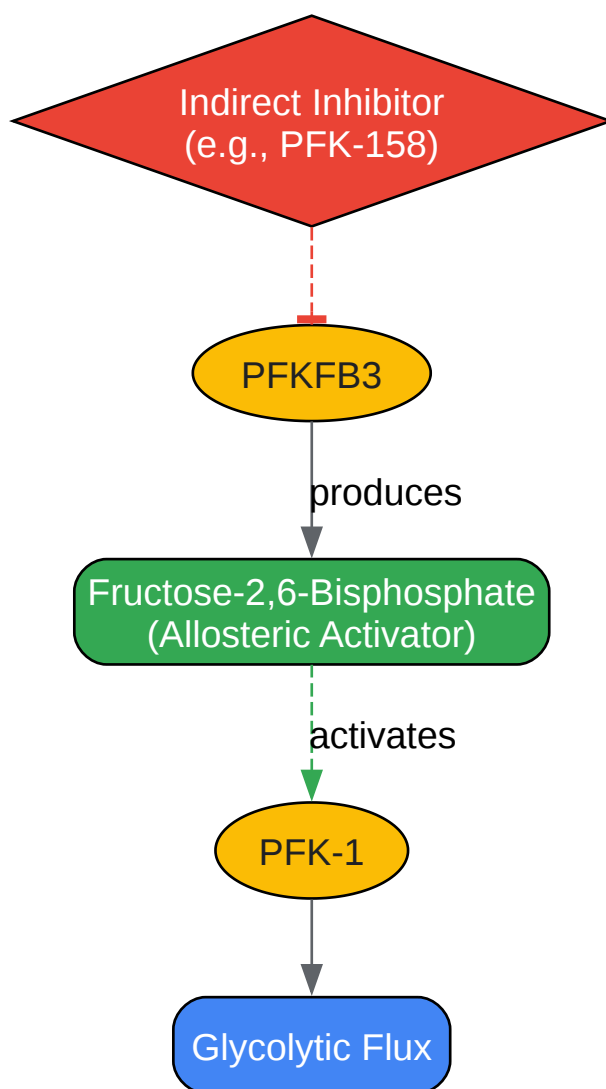 Indirect Inhibitor
(e.g., PFK-158)
PFKFB3
produces
Fructose-2,6-Bisphosphate
(Allosteric Activator)
activates
PFK-1
Glycolytic Flux